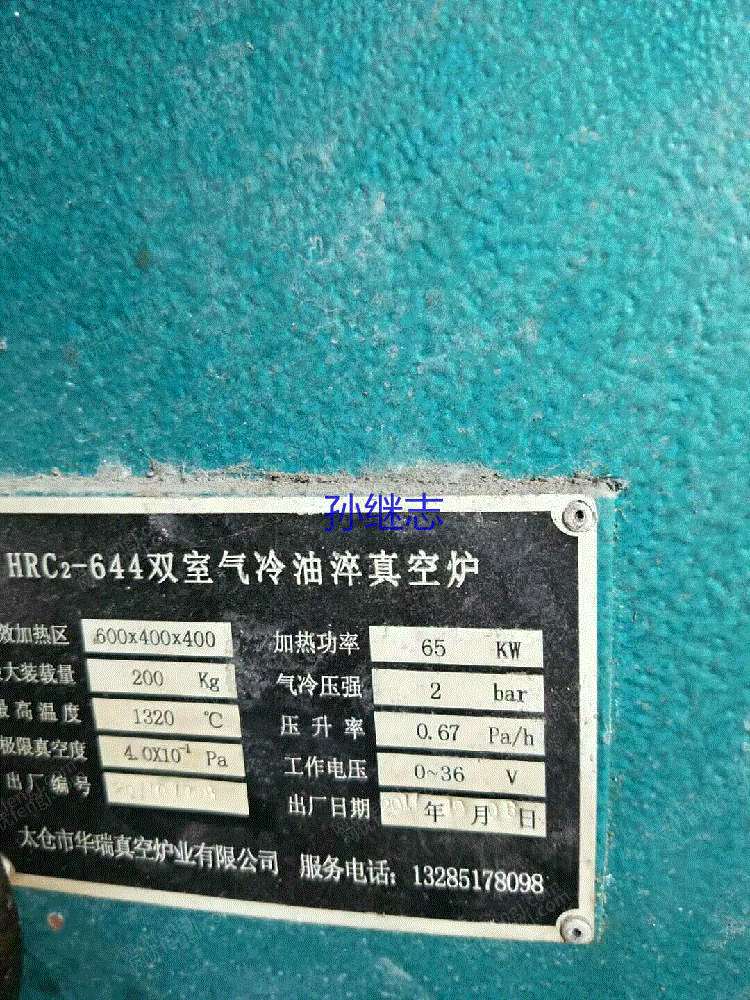 孙继志
HRC₂-644双室气冷油淬真空炉
效加热区 600x400x400 加热功率 65 KW
大装载量 200 Kg 气冷压强 2 bar
最高温度 1320 ℃ 压升率 0.67 Pa/h
极限真空度 4.0X10⁻¹ Pa 工作电压 0~36 V
出厂编号 出厂日期 年 月 日
太仓市华瑞真空炉业有限公司 服务电话：13285178098